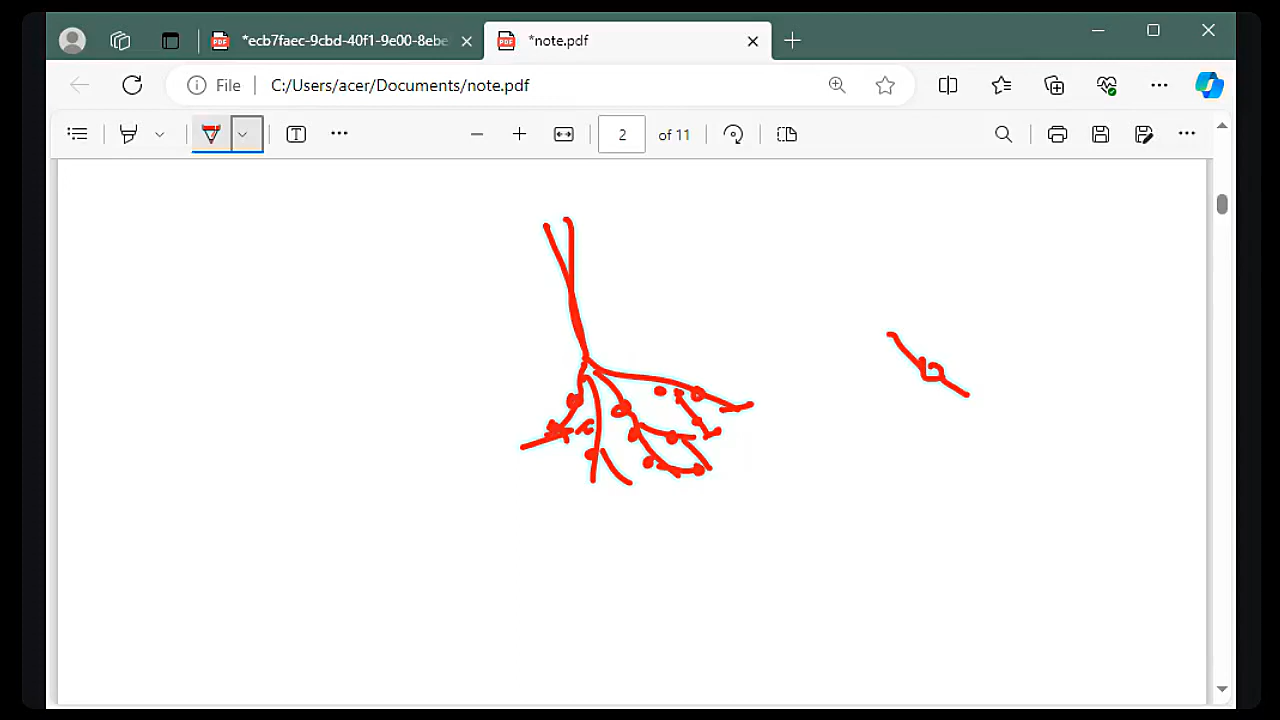 *ecb7faec-9cbd-40f1-9e00-8ebe
*note.pdf
File
C:/Users/acer/Documents/note.pdf
2 of 11